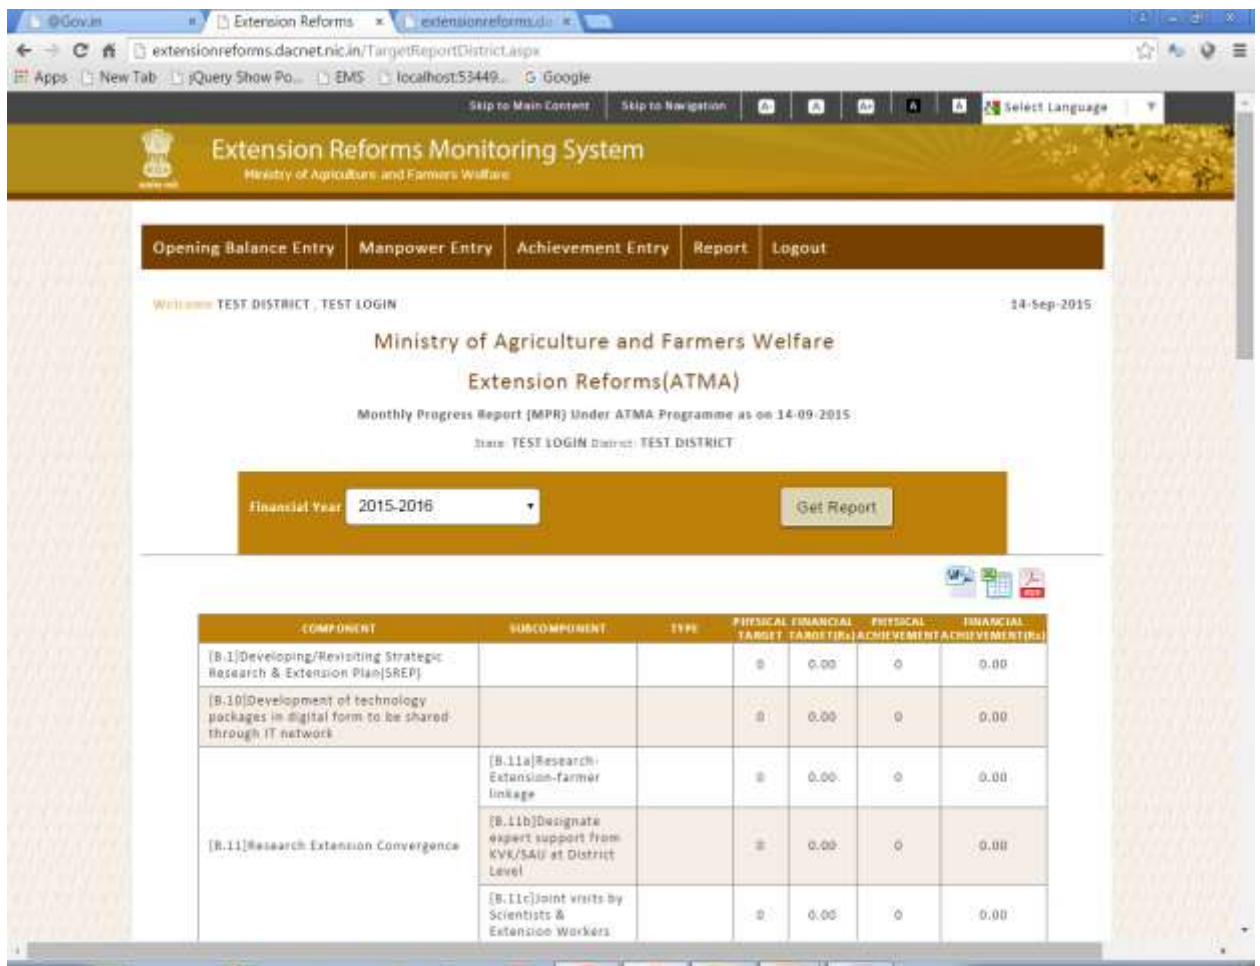 @Gov.in
Extension Reforms
extensionreforms.da
extensionreforms.dacnet.nic.in/TargetReportDistrict.aspx
Apps New Tab jQuery Show Po... EMS localhost:53449... Google
Skip to Main Content Skip to Navigation A- A A+ A A Select Language
Extension Reforms Monitoring System
Ministry of Agriculture and Farmers Welfare
Opening Balance Entry Manpower Entry Achievement Entry Report Logout
Welcome TEST DISTRICT , TEST LOGIN 14-Sep-2015
Ministry of Agriculture and Farmers Welfare
Extension Reforms(ATMA)
Monthly Progress Report (MPR) Under ATMA Programme as on 14-09-2015
State: TEST LOGIN District: TEST DISTRICT
Financial Year 2015-2016 Get Report
COMPONENT SUBCOMPONENT TYPE PHYSICAL TARGET FINANCIAL TARGET(Rs) PHYSICAL ACHIEVEMENT FINANCIAL ACHIEVEMENT(Rs)
[B.1]Developing/Revisiting Strategic
Research & Extension Plan(SREP) 0 0.00 0 0.00
[B.10]Development of technology
packages in digital form to be shared 0 0.00 0 0.00
through IT network
[B.11]Research Extension Convergence
[B.11a]Research-
Extension-farmer 0 0.00 0 0.00
linkage
[B.11b]Designate
expert support from
KVK/SAU at District 0 0.00 0 0.00
Level
[B.11c]Joint visits by
Scientists & 0 0.00 0 0.00
Extension Workers